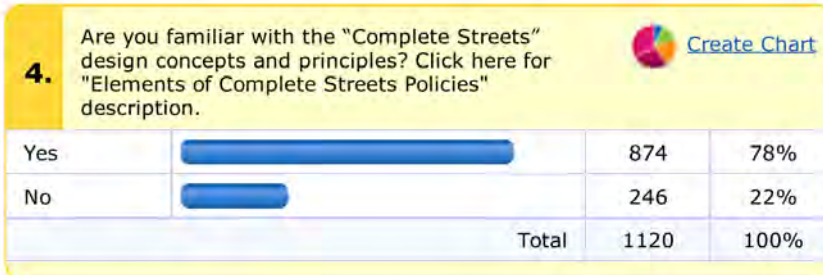 4.
Are you familiar with the “Complete Streets”
design concepts and principles? Click here for
"Elements of Complete Streets Policies"
description.
Create Chart
Yes 874 78%
No 246 22%
Total 1120 100%